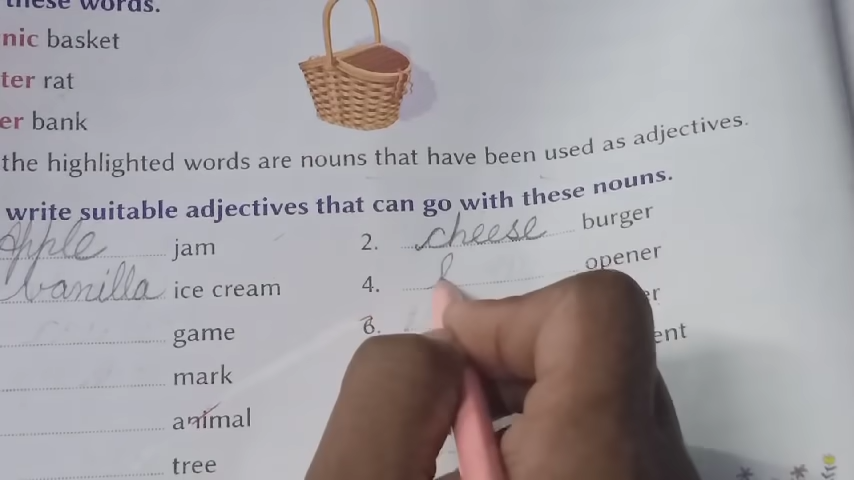 these words.
nic basket
ter rat
er bank
the highlighted words are nouns that have been used as adjectives.
write suitable adjectives that can go with these nouns.
Apple jam 2. cheese burger
vanilla ice cream 4. opener
game 6.
mark ent
animal
tree